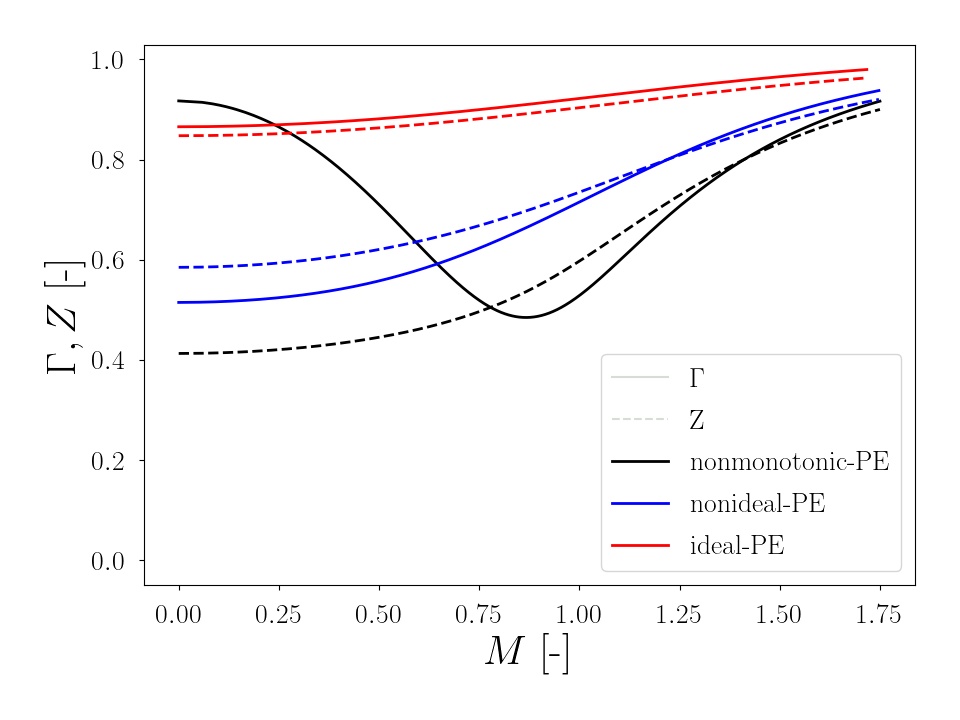 1.0
0.8
0.6
0.4
0.2
0.0
Γ, Z [-]
Γ
Z
nonmonotonic-PE
nonideal-PE
ideal-PE
0.00 0.25 0.50 0.75 1.00 1.25 1.50 1.75
M [-]